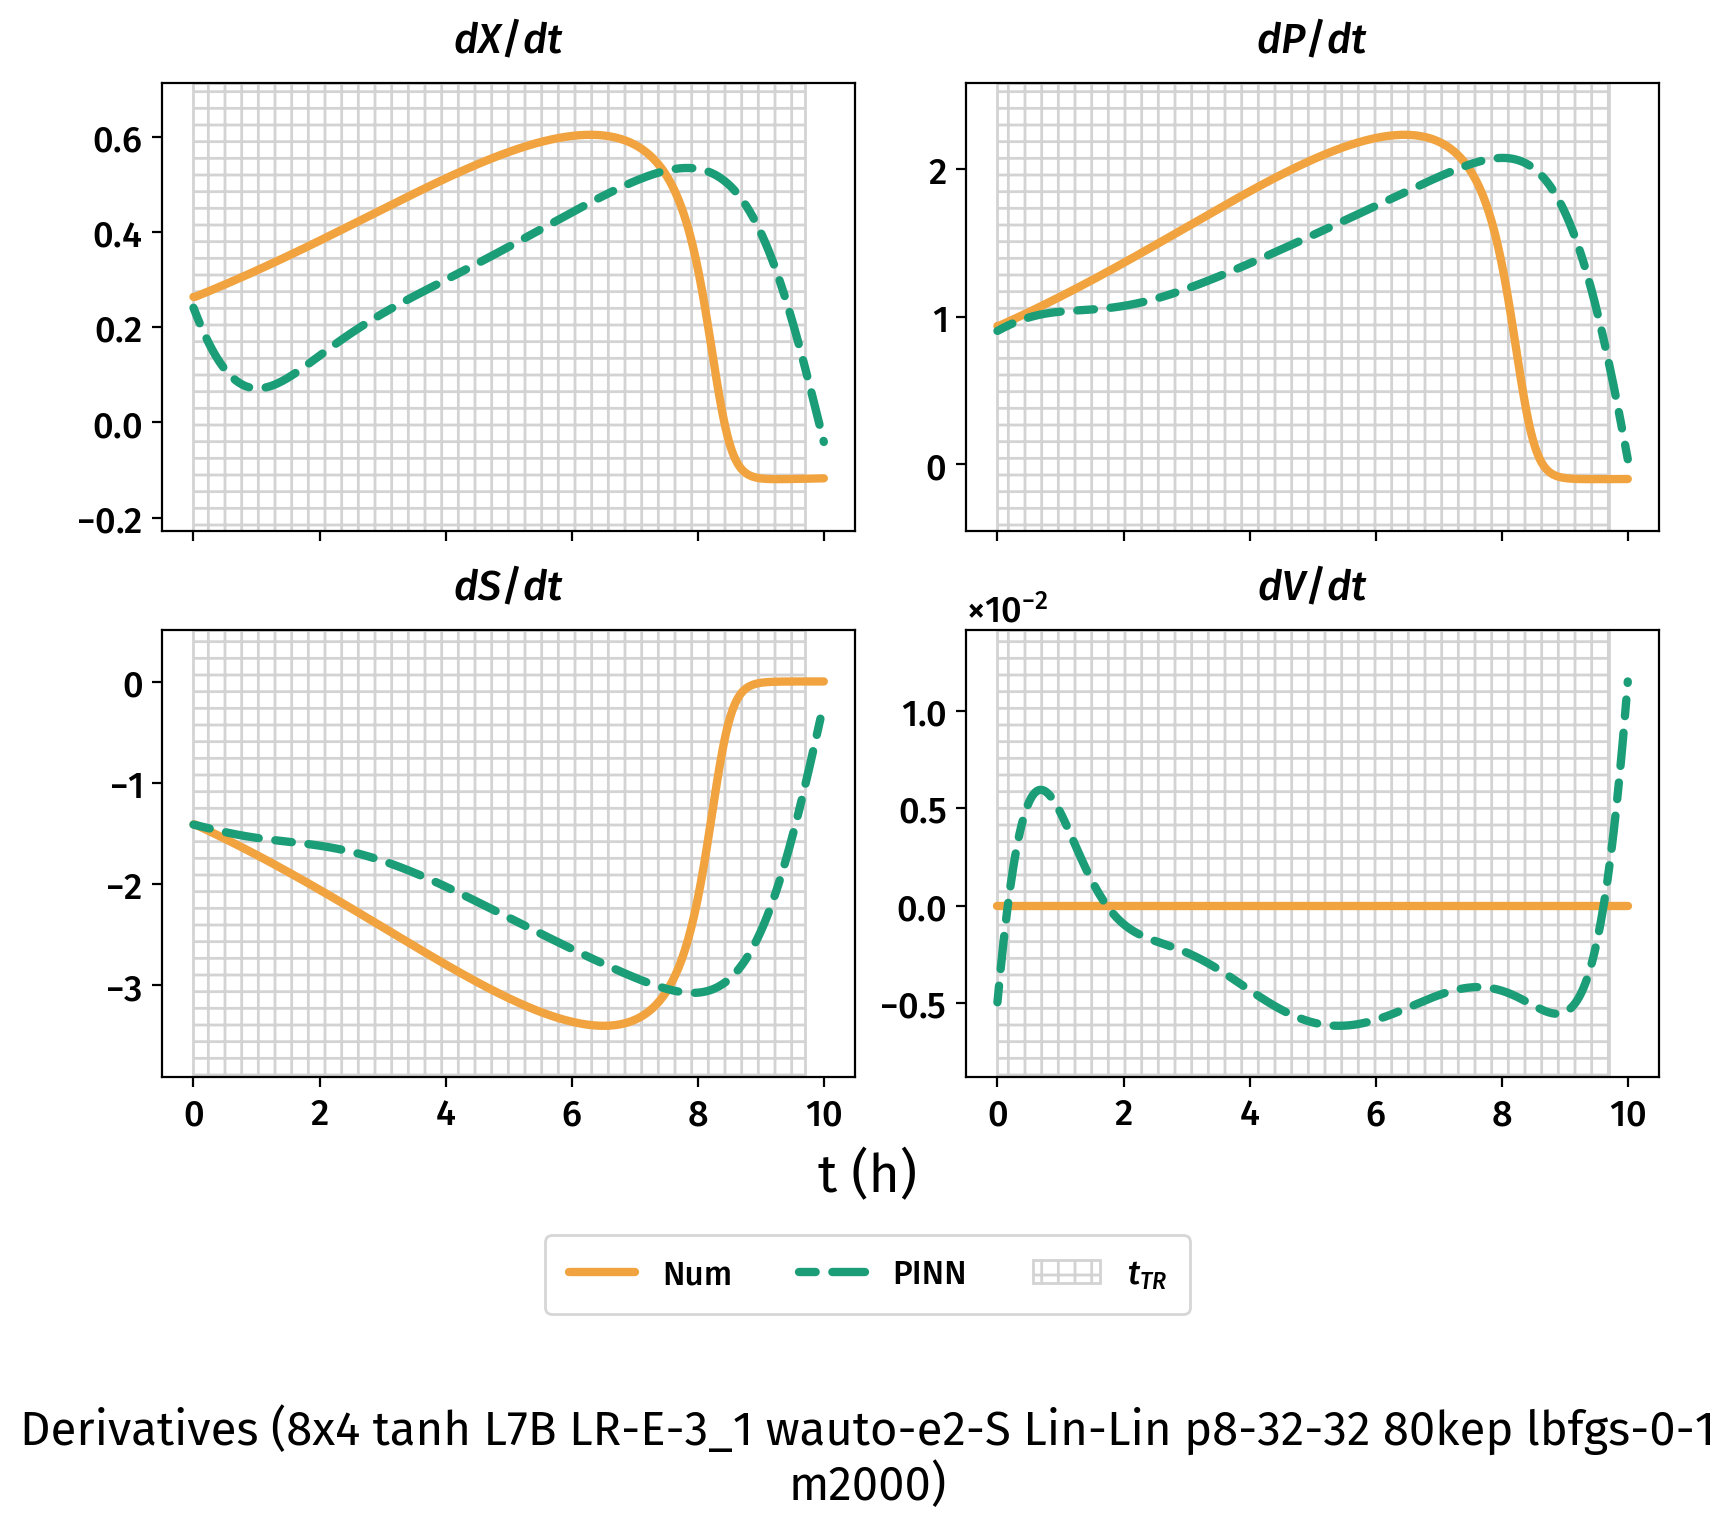 dX/dt
dP/dt
0.6
0.4
0.2
0.0
−0.2
2
1
0
dS/dt
dV/dt
×10⁻²
0
−1
−2
−3
1.0
0.5
0.0
−0.5
0 2 4 6 8 10
0 2 4 6 8 10
t (h)
Num PINN t_TR
Derivatives (8x4 tanh L7B LR-E-3_1 wauto-e2-S Lin-Lin p8-32-32 80kep lbfgs-0-1
m2000)